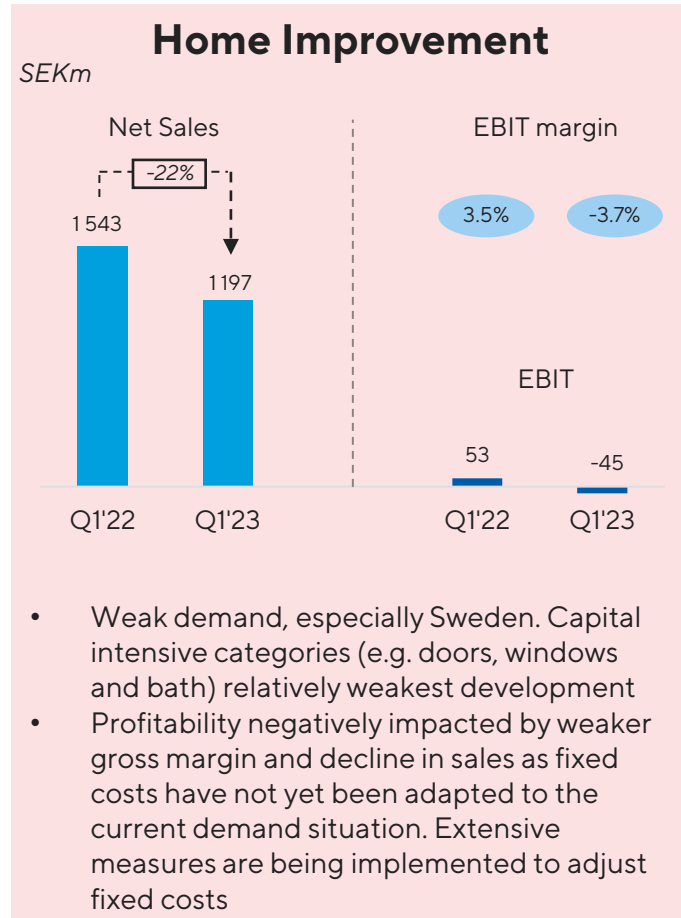 Home Improvement
SEKm
Net Sales
-22%
1 543
1 197
Q1'22 Q1'23
EBIT margin
3.5% -3.7%
EBIT
53 -45
Q1'22 Q1'23
• Weak demand, especially Sweden. Capital
intensive categories (e.g. doors, windows
and bath) relatively weakest development
• Profitability negatively impacted by weaker
gross margin and decline in sales as fixed
costs have not yet been adapted to the
current demand situation. Extensive
measures are being implemented to adjust
fixed costs